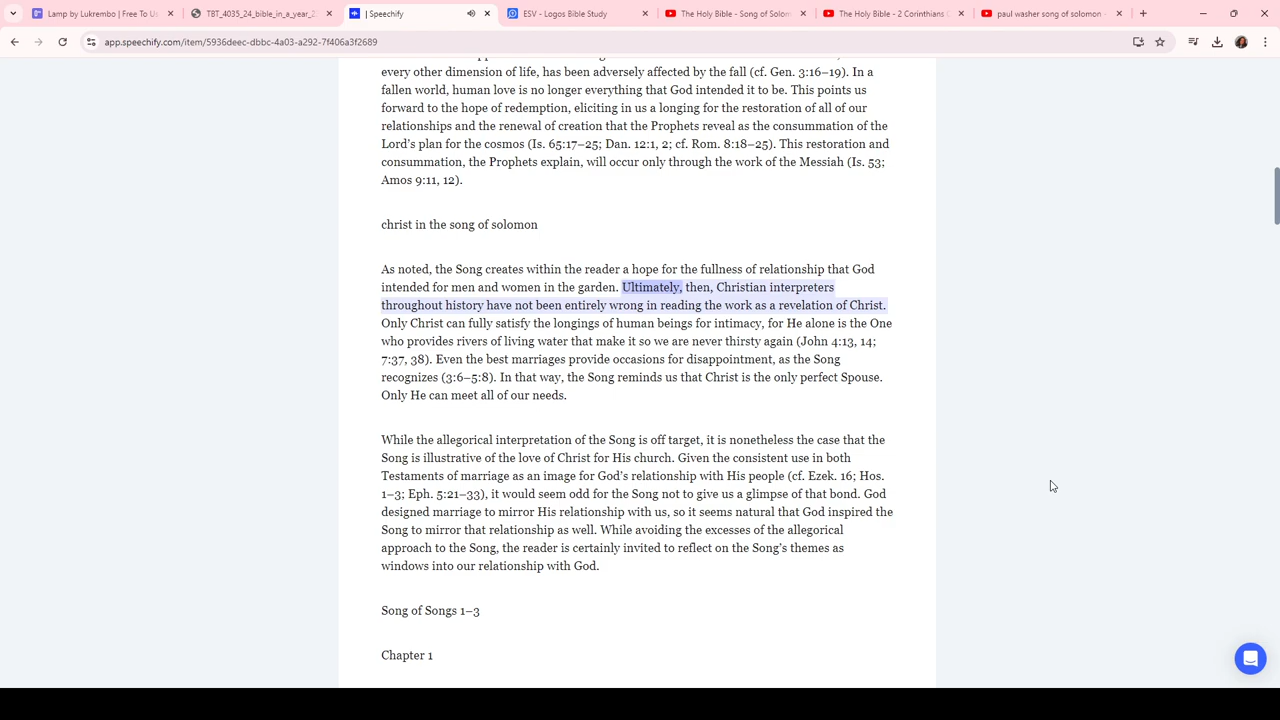 Lamp by Lukrembo | Free To Us
TBT_4035_24_bible_in_a_year_2
| Speechify
ESV - Logos Bible Study
The Holy Bible - Song of Solom
The Holy Bible - 2 Corinthians
paul washer song of solomon -
app.speechify.com/item/5936deec-dbbc-4a03-a292-7f406a3f2689
every other dimension of life, has been adversely affected by the fall (cf. Gen. 3:16–19). In a
fallen world, human love is no longer everything that God intended it to be. This points us
forward to the hope of redemption, eliciting in us a longing for the restoration of all of our
relationships and the renewal of creation that the Prophets reveal as the consummation of the
Lord's plan for the cosmos (Is. 65:17–25; Dan. 12:1, 2; cf. Rom. 8:18–25). This restoration and
consummation, the Prophets explain, will occur only through the work of the Messiah (Is. 53;
Amos 9:11, 12).
christ in the song of solomon
As noted, the Song creates within the reader a hope for the fullness of relationship that God
intended for men and women in the garden. Ultimately, then, Christian interpreters
throughout history have not been entirely wrong in reading the work as a revelation of Christ.
Only Christ can fully satisfy the longings of human beings for intimacy, for He alone is the One
who provides rivers of living water that make it so we are never thirsty again (John 4:13, 14;
7:37, 38). Even the best marriages provide occasions for disappointment, as the Song
recognizes (3:6–5:8). In that way, the Song reminds us that Christ is the only perfect Spouse.
Only He can meet all of our needs.
While the allegorical interpretation of the Song is off target, it is nonetheless the case that the
Song is illustrative of the love of Christ for His church. Given the consistent use in both
Testaments of marriage as an image for God's relationship with His people (cf. Ezek. 16; Hos.
1–3; Eph. 5:21–33), it would seem odd for the Song not to give us a glimpse of that bond. God
designed marriage to mirror His relationship with us, so it seems natural that God inspired the
Song to mirror that relationship as well. While avoiding the excesses of the allegorical
approach to the Song, the reader is certainly invited to reflect on the Song's themes as
windows into our relationship with God.
Song of Songs 1–3
Chapter 1